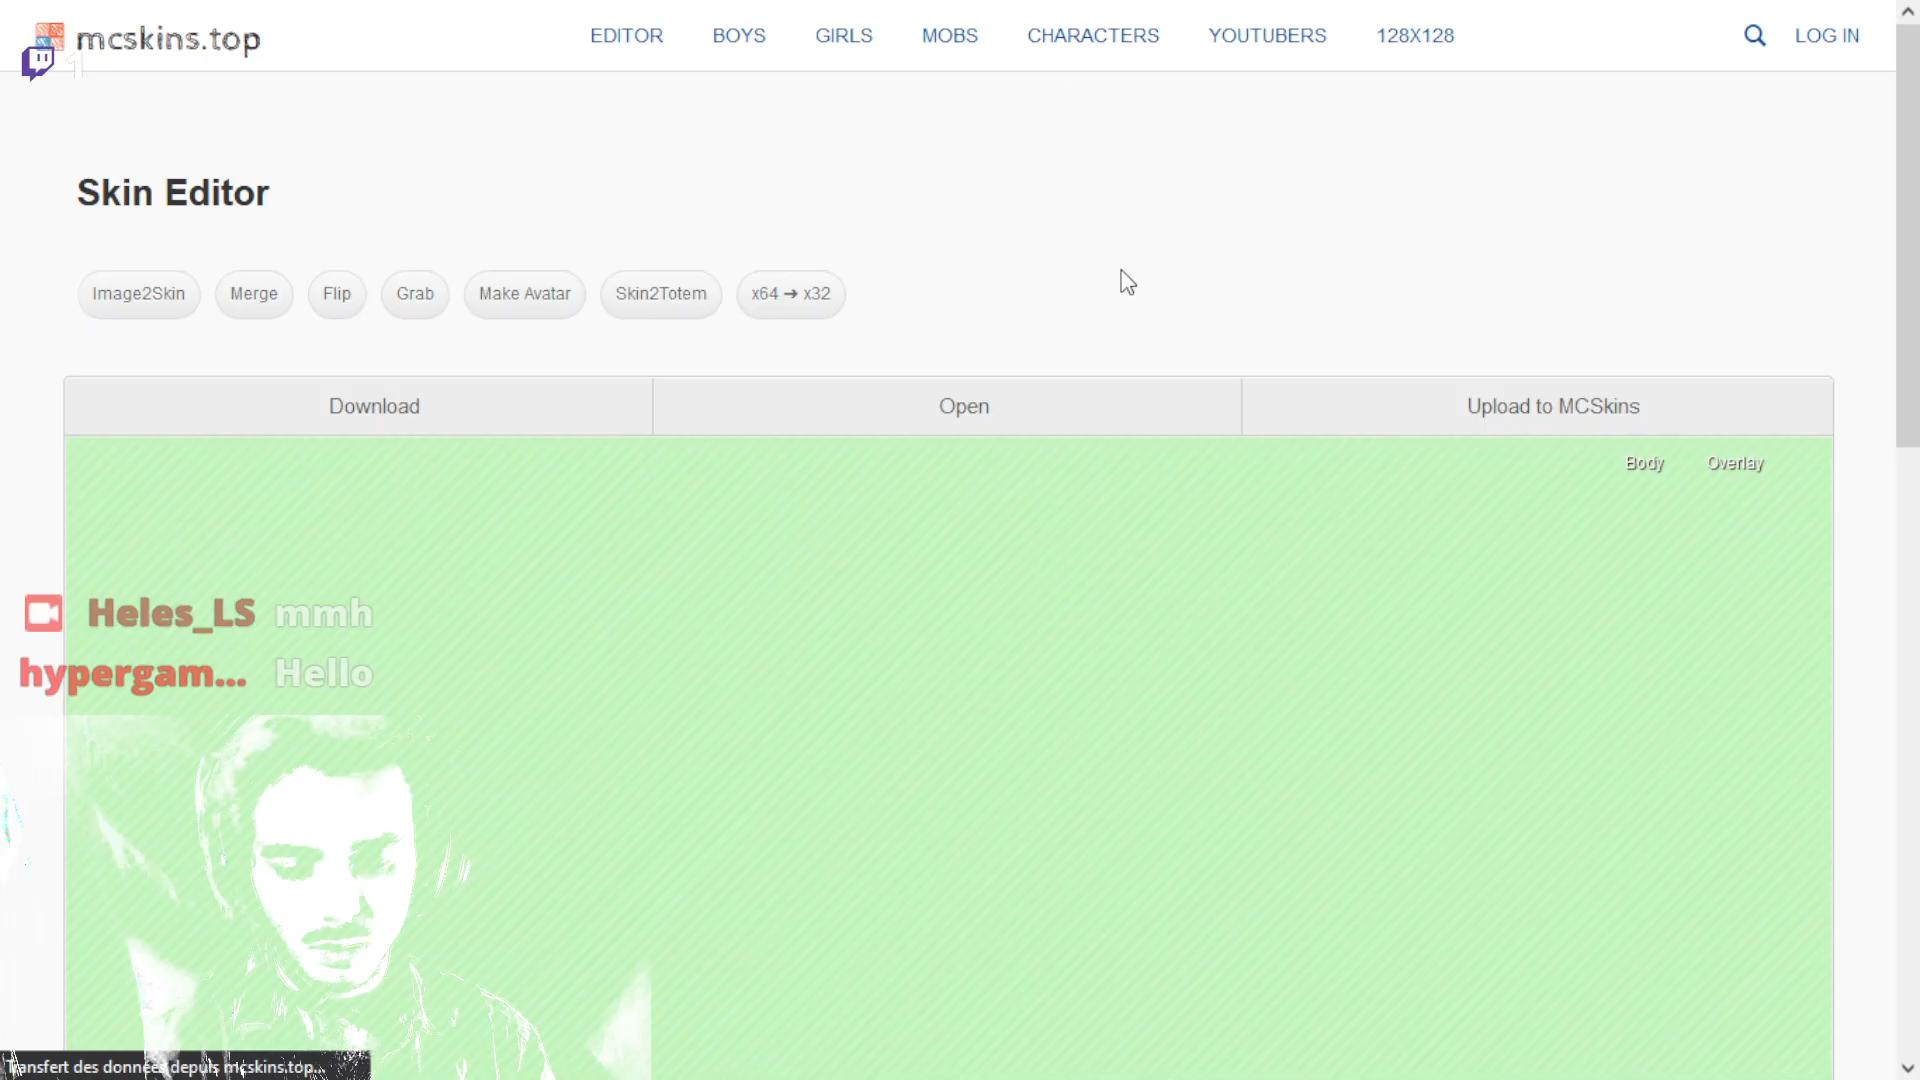 mcskins.top
EDITOR BOYS GIRLS MOBS CHARACTERS YOUTUBERS 128X128
LOG IN
1
Skin Editor
Image2Skin Merge Flip Grab Make Avatar Skin2Totem x64 ➔ x32
Download Open Upload to MCSkins
Body Overlay
Heles_LS mmh
hypergam... Hello
Transfert des données depuis mcskins.top...